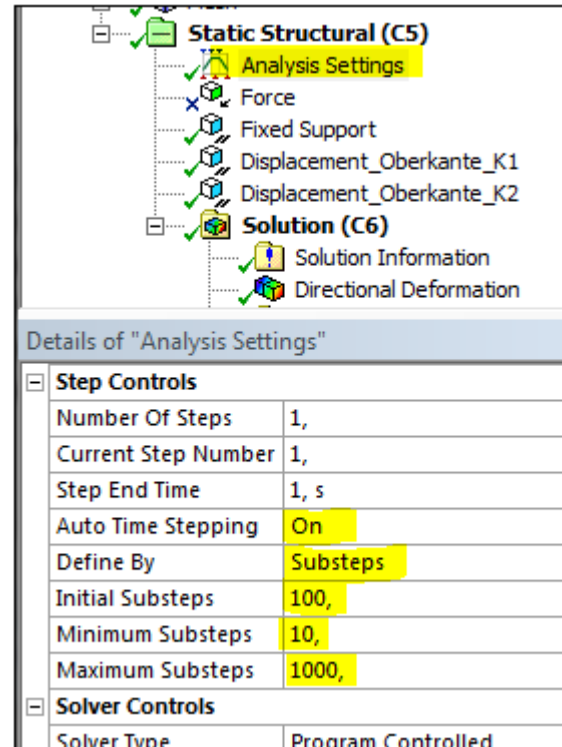 Static Structural (C5)
Analysis Settings
Force
Fixed Support
Displacement_Oberkante_K1
Displacement_Oberkante_K2
Solution (C6)
Solution Information
Directional Deformation
Details of "Analysis Settings"
Step Controls
Number Of Steps 1,
Current Step Number 1,
Step End Time 1, s
Auto Time Stepping On
Define By Substeps
Initial Substeps 100,
Minimum Substeps 10,
Maximum Substeps 1000,
Solver Controls
Solver Type Program Controlled